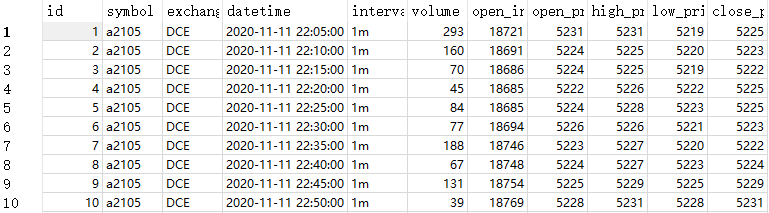 id symbol exchang datetime interva volume open_in open_pr high_pr low_pri close_p
1 1 a2105 DCE 2020-11-11 22:05:00 1m 293 18721 5231 5231 5219 5225
2 2 a2105 DCE 2020-11-11 22:10:00 1m 160 18691 5224 5225 5220 5223
3 3 a2105 DCE 2020-11-11 22:15:00 1m 70 18686 5224 5225 5219 5222
4 4 a2105 DCE 2020-11-11 22:20:00 1m 45 18685 5222 5226 5222 5225
5 5 a2105 DCE 2020-11-11 22:25:00 1m 84 18685 5224 5228 5223 5225
6 6 a2105 DCE 2020-11-11 22:30:00 1m 77 18694 5226 5226 5221 5223
7 7 a2105 DCE 2020-11-11 22:35:00 1m 188 18746 5223 5227 5220 5222
8 8 a2105 DCE 2020-11-11 22:40:00 1m 67 18748 5224 5227 5223 5224
9 9 a2105 DCE 2020-11-11 22:45:00 1m 131 18754 5225 5229 5225 5229
10 10 a2105 DCE 2020-11-11 22:50:00 1m 39 18769 5228 5231 5228 5231